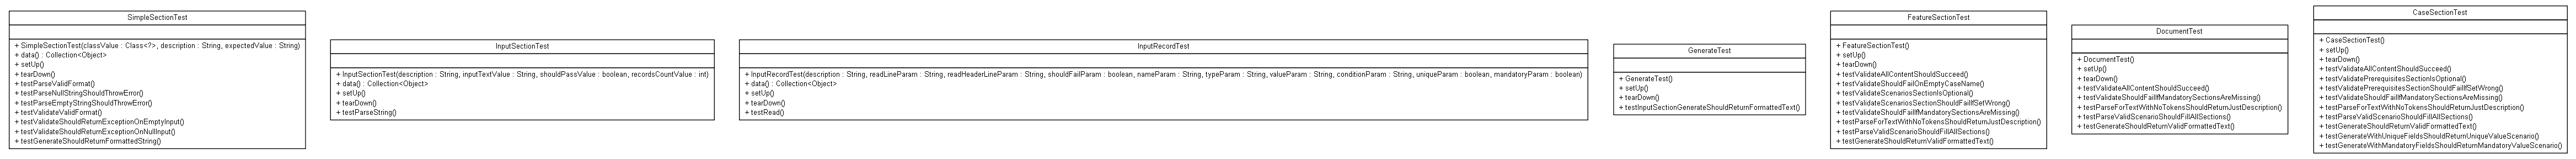 SimpleSectionTest
+ SimpleSectionTest(classValue : Class<?>, description : String, expectedValue : String)
+ data() : Collection<Object>
+ setUp()
+ tearDown()
+ testParseValidFormat()
+ testParseNullStringShouldThrowError()
+ testParseEmptyStringShouldThrowError()
+ testValidateValidFormat()
+ testValidateShouldReturnExceptionOnEmptyInput()
+ testValidateShouldReturnExceptionOnNullInput()
+ testGenerateShouldReturnFormattedString()
InputSectionTest
+ InputSectionTest(description : String, inputTextValue : String, shouldPassValue : boolean, recordsCountValue : int)
+ data() : Collection<Object>
+ setUp()
+ tearDown()
+ testParseString()
InputRecordTest
+ InputRecordTest(description : String, readLineParam : String, readHeaderLineParam : String, shouldFailParam : boolean, nameParam : String, typeParam : String, valueParam : String, conditionParam : String, uniqueParam : boolean, mandatoryParam : boolean)
+ data() : Collection<Object>
+ setUp()
+ tearDown()
+ testRead()
GenerateTest
+ GenerateTest()
+ setUp()
+ tearDown()
+ testInputSectionGenerateShouldReturnFormattedText()
FeatureSectionTest
+ FeatureSectionTest()
+ setUp()
+ tearDown()
+ testValidateAllContentShouldSucceed()
+ testValidateShouldFailOnEmptyCaseName()
+ testValidateScenariosSectionIsOptional()
+ testValidateScenariosSectionShouldFailIfSetWrong()
+ testValidateShouldFailIfMandatorySectionsAreMissing()
+ testParseForTextWithNoTokensShouldReturnJustDescription()
+ testParseValidScenarioShouldFillAllSections()
+ testGenerateShouldReturnValidFormattedText()
DocumentTest
+ DocumentTest()
+ setUp()
+ tearDown()
+ testValidateAllContentShouldSucceed()
+ testValidateShouldFailIfMandatorySectionsAreMissing()
+ testParseForTextWithNoTokensShouldReturnJustDescription()
+ testParseValidScenarioShouldFillAllSections()
+ testGenerateShouldReturnValidFormattedText()
CaseSectionTest
+ CaseSectionTest()
+ setUp()
+ tearDown()
+ testValidateAllContentShouldSucceed()
+ testValidatePrerequisitesSectionIsOptional()
+ testValidatePrerequisitesSectionShouldFailIfSetWrong()
+ testValidateShouldFailIfMandatorySectionsAreMissing()
+ testParseForTextWithNoTokensShouldReturnJustDescription()
+ testParseValidScenarioShouldFillAllSections()
+ testGenerateShouldReturnValidFormattedText()
+ testGenerateWithUniqueFieldsShouldReturnUniqueValueScenario()
+ testGenerateWithMandatoryFieldsShouldReturnMandatoryValueScenario()